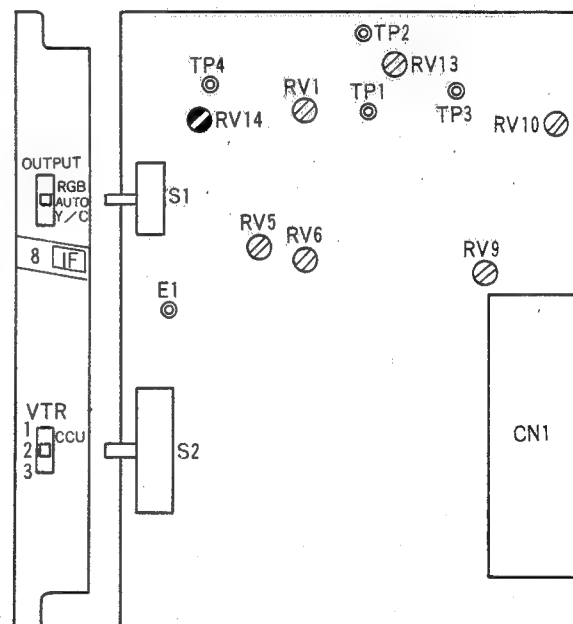 TP2
RV13
TP4
RV1
TP1
TP3
RV14
RV10
OUTPUT
RGB
AUTO
Y/C
S1
8 IF
RV5
RV6
RV9
E1
VTR
1
CCU
2
3
S2
CN1